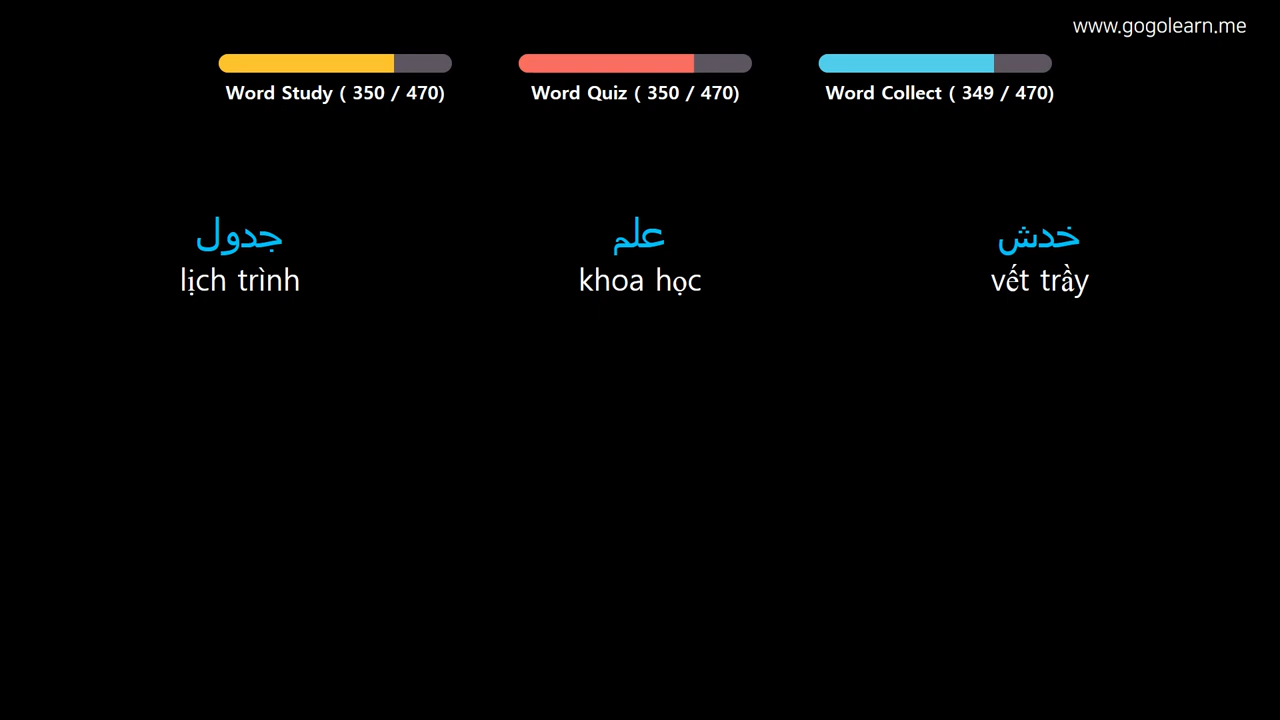 www.gogolearn.me
Word Study ( 350 / 470)
Word Quiz ( 350 / 470)
Word Collect ( 349 / 470)
جدول
lịch trình
علم
khoa học
خدش
vết trầy